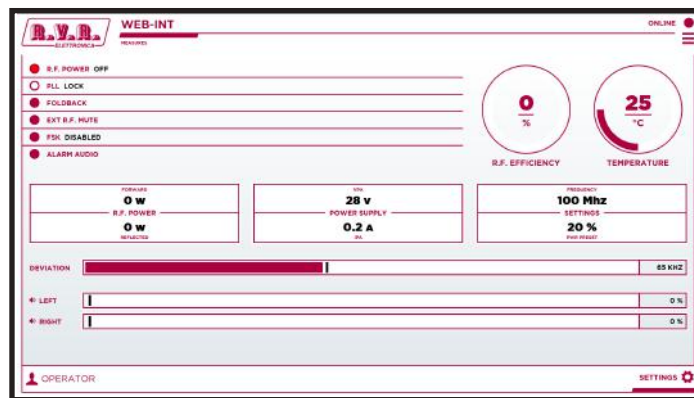 R.V.R.
ELETTRONICA
WEB-INT
MEASURES
ONLINE
R.F. POWER OFF
PLL LOCK
FOLDBACK
EXT R.F. MUTE
FSK DISABLED
ALARM AUDIO
0
%
R.F. EFFICIENCY
25
°C
TEMPERATURE
FORWARD
0 W
R.F. POWER
0 W
REFLECTED
VPA
28 V
POWER SUPPLY
0.2 A
IPA
FREQUENCY
100 Mhz
SETTINGS
20 %
PWR PRESET
DEVIATION
65 KHZ
LEFT
0 %
RIGHT
0 %
OPERATOR
SETTINGS